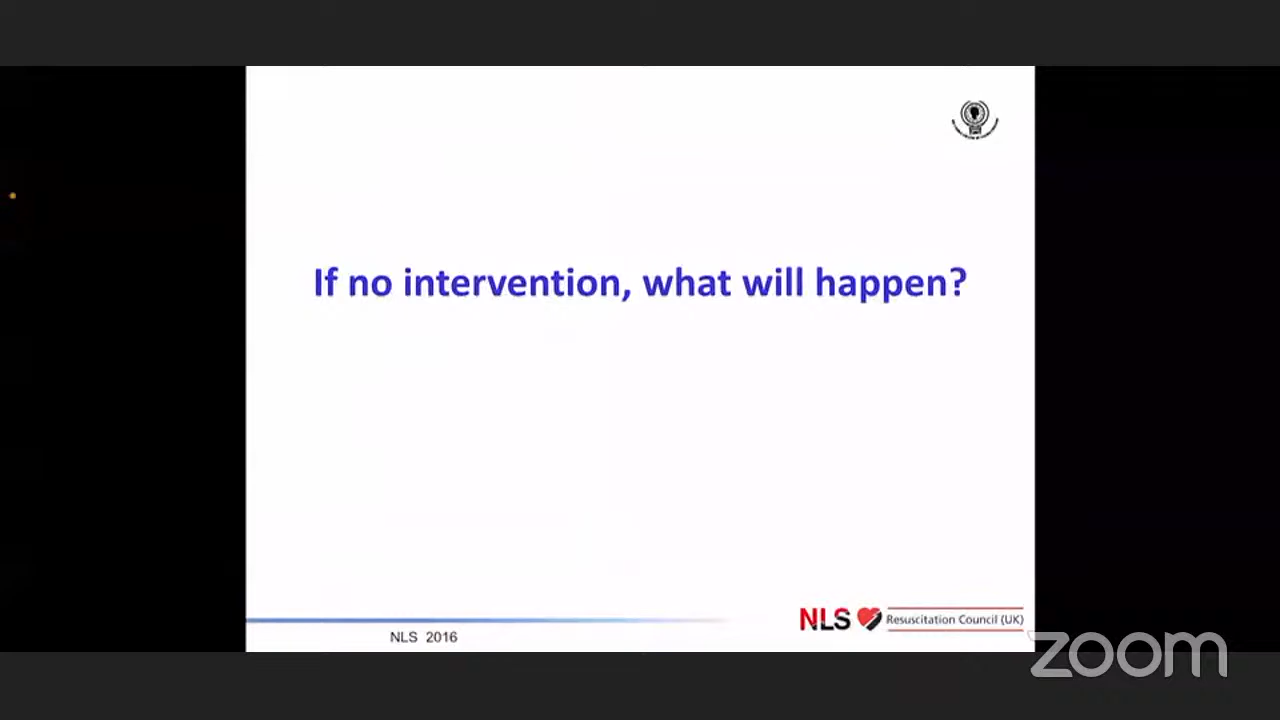 If no intervention, what will happen?
NLS
Resuscitation Council (UK)
NLS 2016
zoom